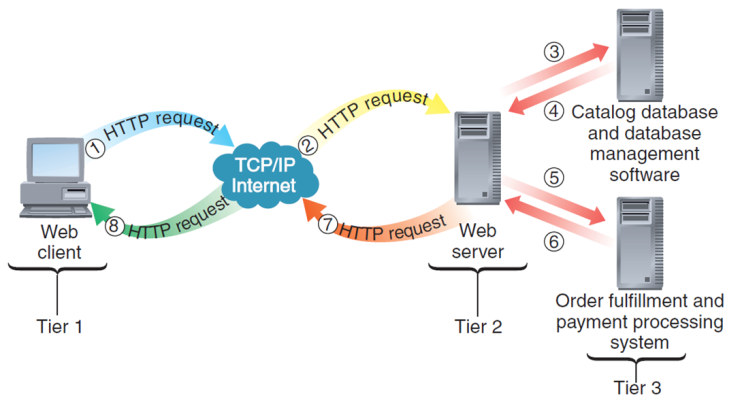 ① HTTP request
② HTTP request
③
④
Catalog database
and database
management
software
TCP/IP
Internet
⑤
⑥
⑧ HTTP request
⑦ HTTP request
Web
client
Web
server
Order fulfillment and
payment processing
system
Tier 1
Tier 2
Tier 3